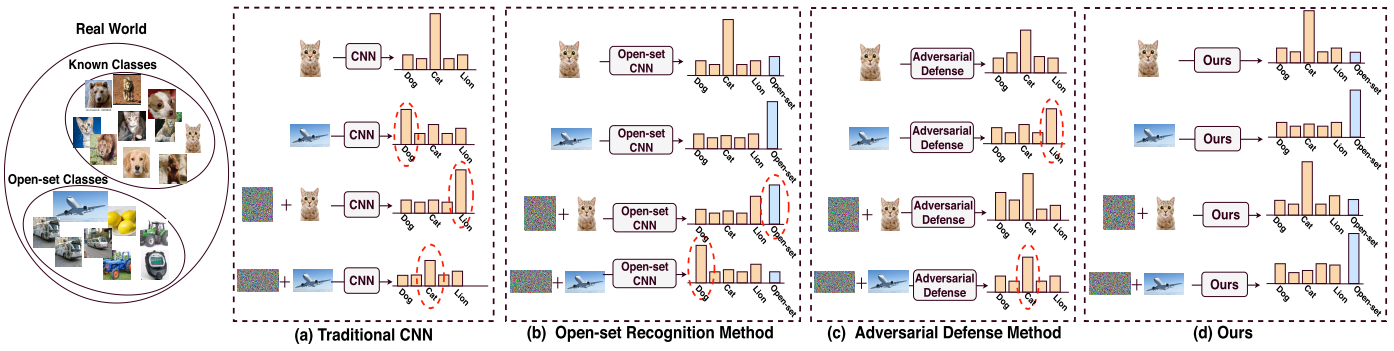 Real World
Known Classes
Open-set Classes
CNN
Dog
Cat
Lion
CNN
Dog
Cat
Lion
+
CNN
Dog
Cat
Lion
+
CNN
Dog
Cat
Lion
(a) Traditional CNN
Open-set
CNN
Dog
Cat
Lion
Open-set
Open-set
CNN
Dog
Cat
Lion
Open-set
+
Open-set
CNN
Dog
Cat
Lion
Open-set
+
Open-set
CNN
Dog
Cat
Lion
Open-set
(b) Open-set Recognition Method
Adversarial
Defense
Dog
Cat
Lion
Adversarial
Defense
Dog
Cat
Lion
+
Adversarial
Defense
Dog
Cat
Lion
+
Adversarial
Defense
Dog
Cat
Lion
(c) Adversarial Defense Method
Ours
Dog
Cat
Lion
Open-set
Ours
Dog
Cat
Lion
Open-set
+
Ours
Dog
Cat
Lion
Open-set
+
Ours
Dog
Cat
Lion
Open-set
(d) Ours